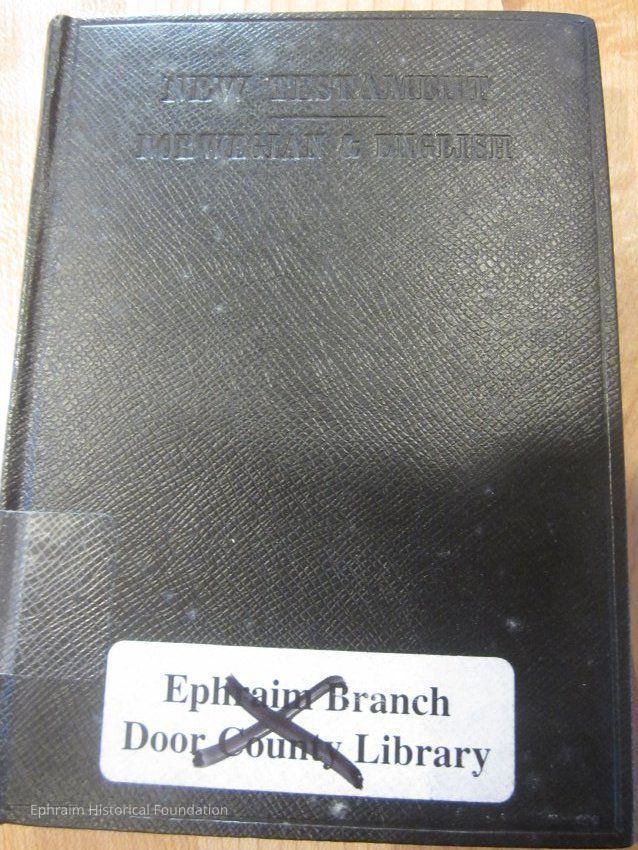 NEW TESTAMENT
NORWEGIAN & ENGLISH
Ephraim Branch
Door County Library
Ephraim Historical Foundation